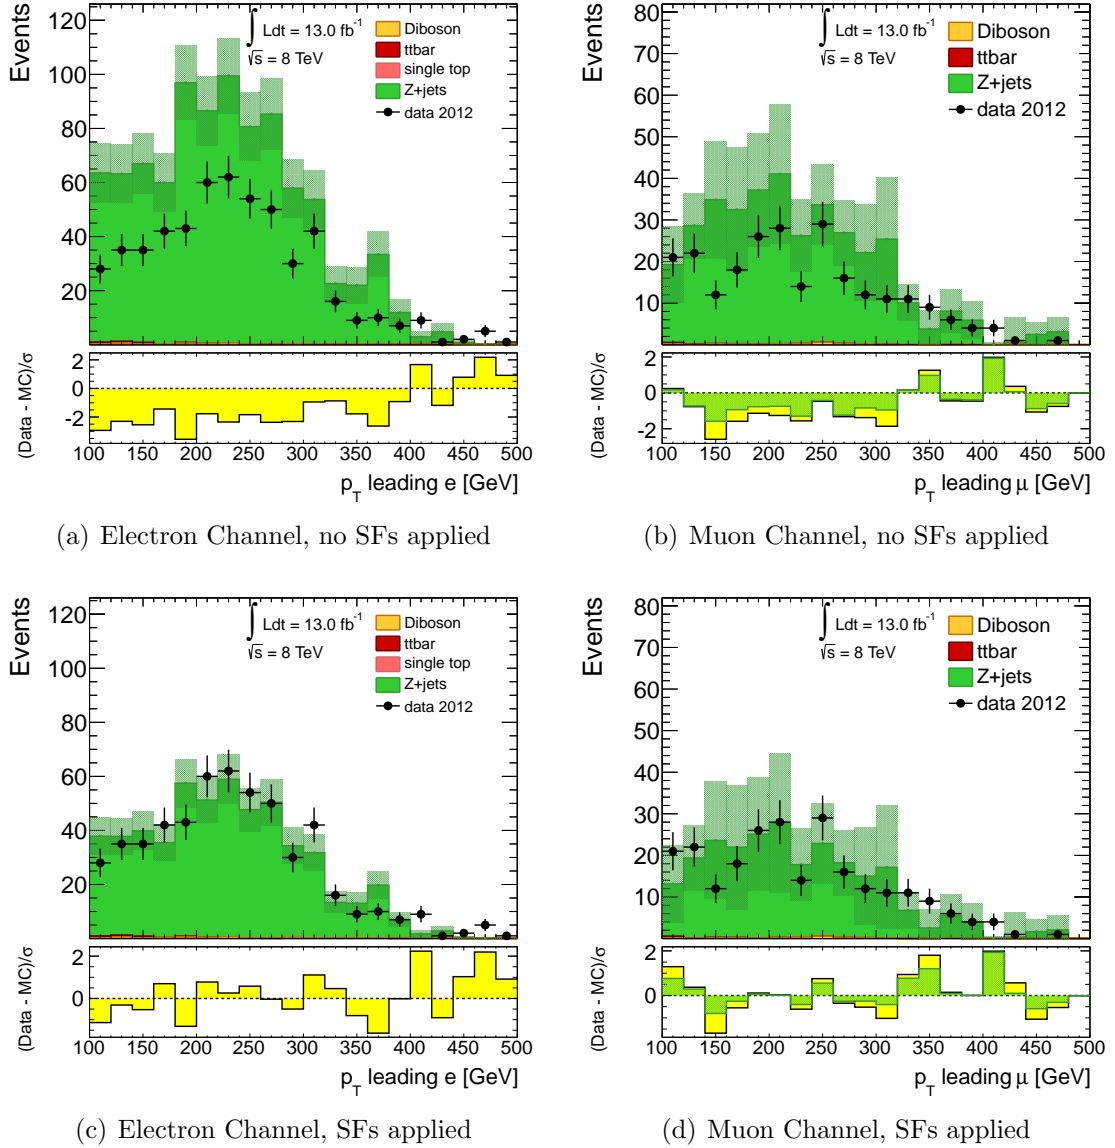 Events
120
100
80
60
40
20
∫ Ldt = 13.0 fb⁻¹
√s = 8 TeV
Diboson
ttbar
single top
Z+jets
data 2012
(Data - MC)/σ
2
0
-2
100 150 200 250 300 350 400 450 500
p_T leading e [GeV]
(a) Electron Channel, no SFs applied
Events
80
70
60
50
40
30
20
10
∫ Ldt = 13.0 fb⁻¹
√s = 8 TeV
Diboson
ttbar
Z+jets
data 2012
(Data - MC)/σ
2
0
-2
100 150 200 250 300 350 400 450 500
p_T leading μ [GeV]
(b) Muon Channel, no SFs applied
Events
120
100
80
60
40
20
∫ Ldt = 13.0 fb⁻¹
√s = 8 TeV
Diboson
ttbar
single top
Z+jets
data 2012
(Data - MC)/σ
2
1
0
-1
100 150 200 250 300 350 400 450 500
p_T leading e [GeV]
(c) Electron Channel, SFs applied
Events
80
70
60
50
40
30
20
10
0
∫ Ldt = 13.0 fb⁻¹
√s = 8 TeV
Diboson
ttbar
Z+jets
data 2012
(Data - MC)/σ
2
1
0
-1
100 150 200 250 300 350 400 450 500
p_T leading μ [GeV]
(d) Muon Channel, SFs applied